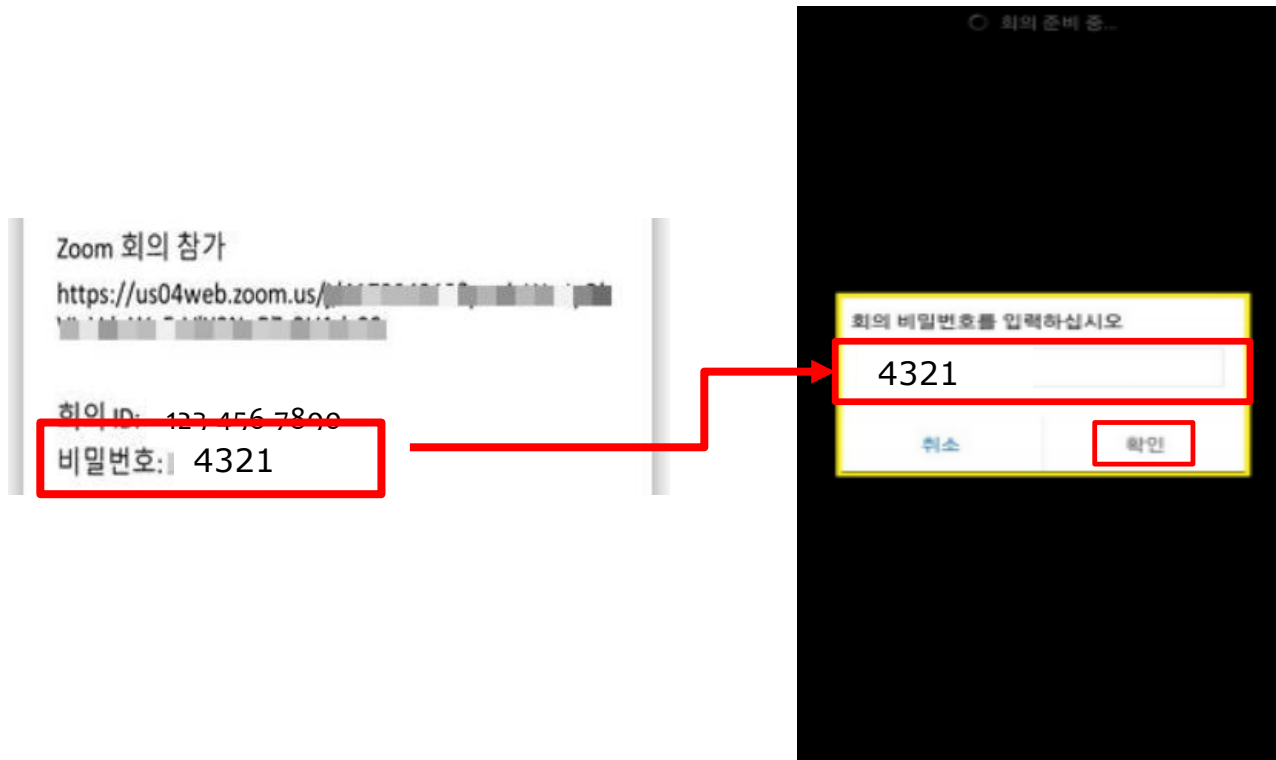 Zoom 회의 참가
https://us04web.zoom.us/
회의 ID: 123 456 7890
비밀번호: 4321
회의 준비 중...
회의 비밀번호를 입력하십시오
4321
취소
확인